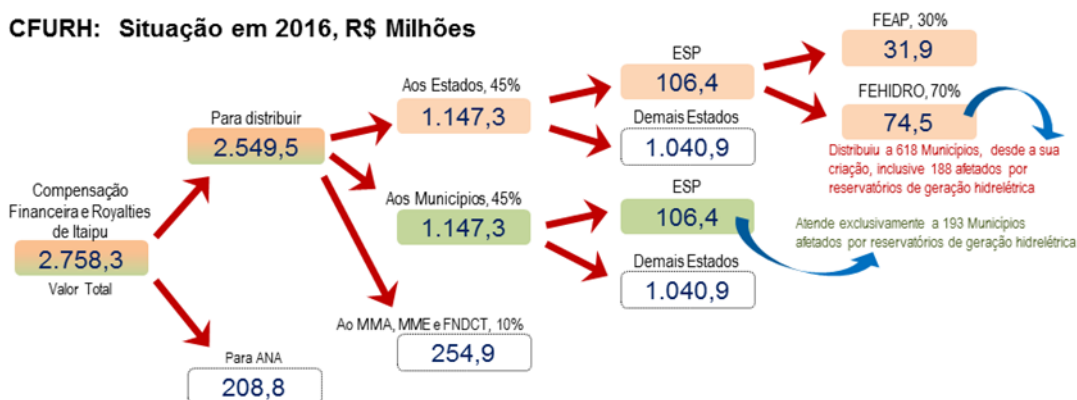 CFURH: Situação em 2016, R$ Milhões
Compensação
Financeira e Royalties
de Itaipu
2.758,3
Valor Total
Para distribuir
2.549,5
Para ANA
208,8
Aos Estados, 45%
1.147,3
Aos Municípios, 45%
1.147,3
Ao MMA, MME e FNDCT, 10%
254,9
ESP
106,4
Demais Estados
1.040,9
ESP
106,4
Demais Estados
1.040,9
FEAP, 30%
31,9
FEHIDRO, 70%
74,5
Distribuiu a 618 Municípios, desde a sua
criação, inclusive 188 afetados por
reservatórios de geração hidrelétrica
Atende exclusivamente a 193 Municípios
afetados por reservatórios de geração hidrelétrica